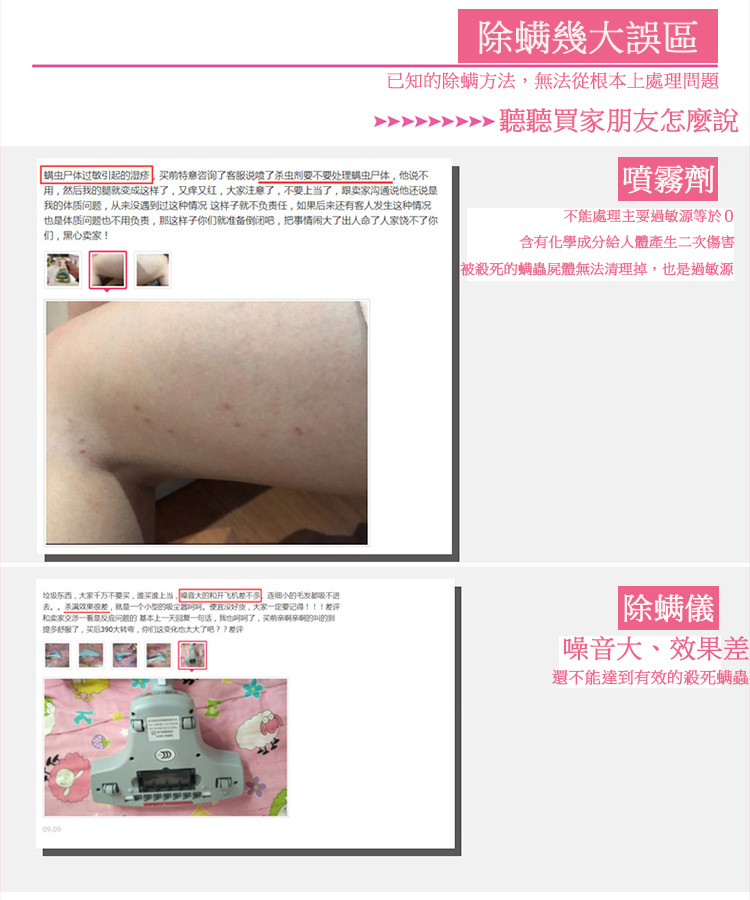 除螨幾大誤區
已知的除螨方法，無法從根本上處理問題
聽聽買家朋友怎麼說
螨虫尸体过敏引起的湿疹，买前特意咨询了客服说喷了杀虫剂要不要处理螨虫尸体，他说不
用，然后我的腿就变成这样了，又痒又红，大家注意了，不要上当了，跟卖家沟通说他还说是
我的体质问题，从来没遇到过这种情况 这样子就不负责任，如果后来还有客人发生这种情况
也是体质问题也不用负责，那这样子你们就准备倒闭吧，把事情闹大了出人命了人家饶不了你
们，黑心卖家！
噴霧劑
不能處理主要過敏源等於０
含有化學成分給人體產生二次傷害
被殺死的螨蟲屍體無法清理掉，也是過敏源
垃圾东西，大家千万不要买，谁买谁上当，噪音大的和开飞机差不多，连细小的毛发都吸不进
去。。杀满效果很差，就是一个小型的吸尘器呵呵。便宜没好货，大家一定要记得！！！差评
和卖家交涉一看是反应问题的 基本上一天回复一句话，我也呵呵了，买前亲啊亲啊的叫的别
提多舒服了，买后390大转弯，你们这变化也太大了吧？？差评
09.09
除螨儀
噪音大、效果差
還不能達到有效的殺死螨蟲